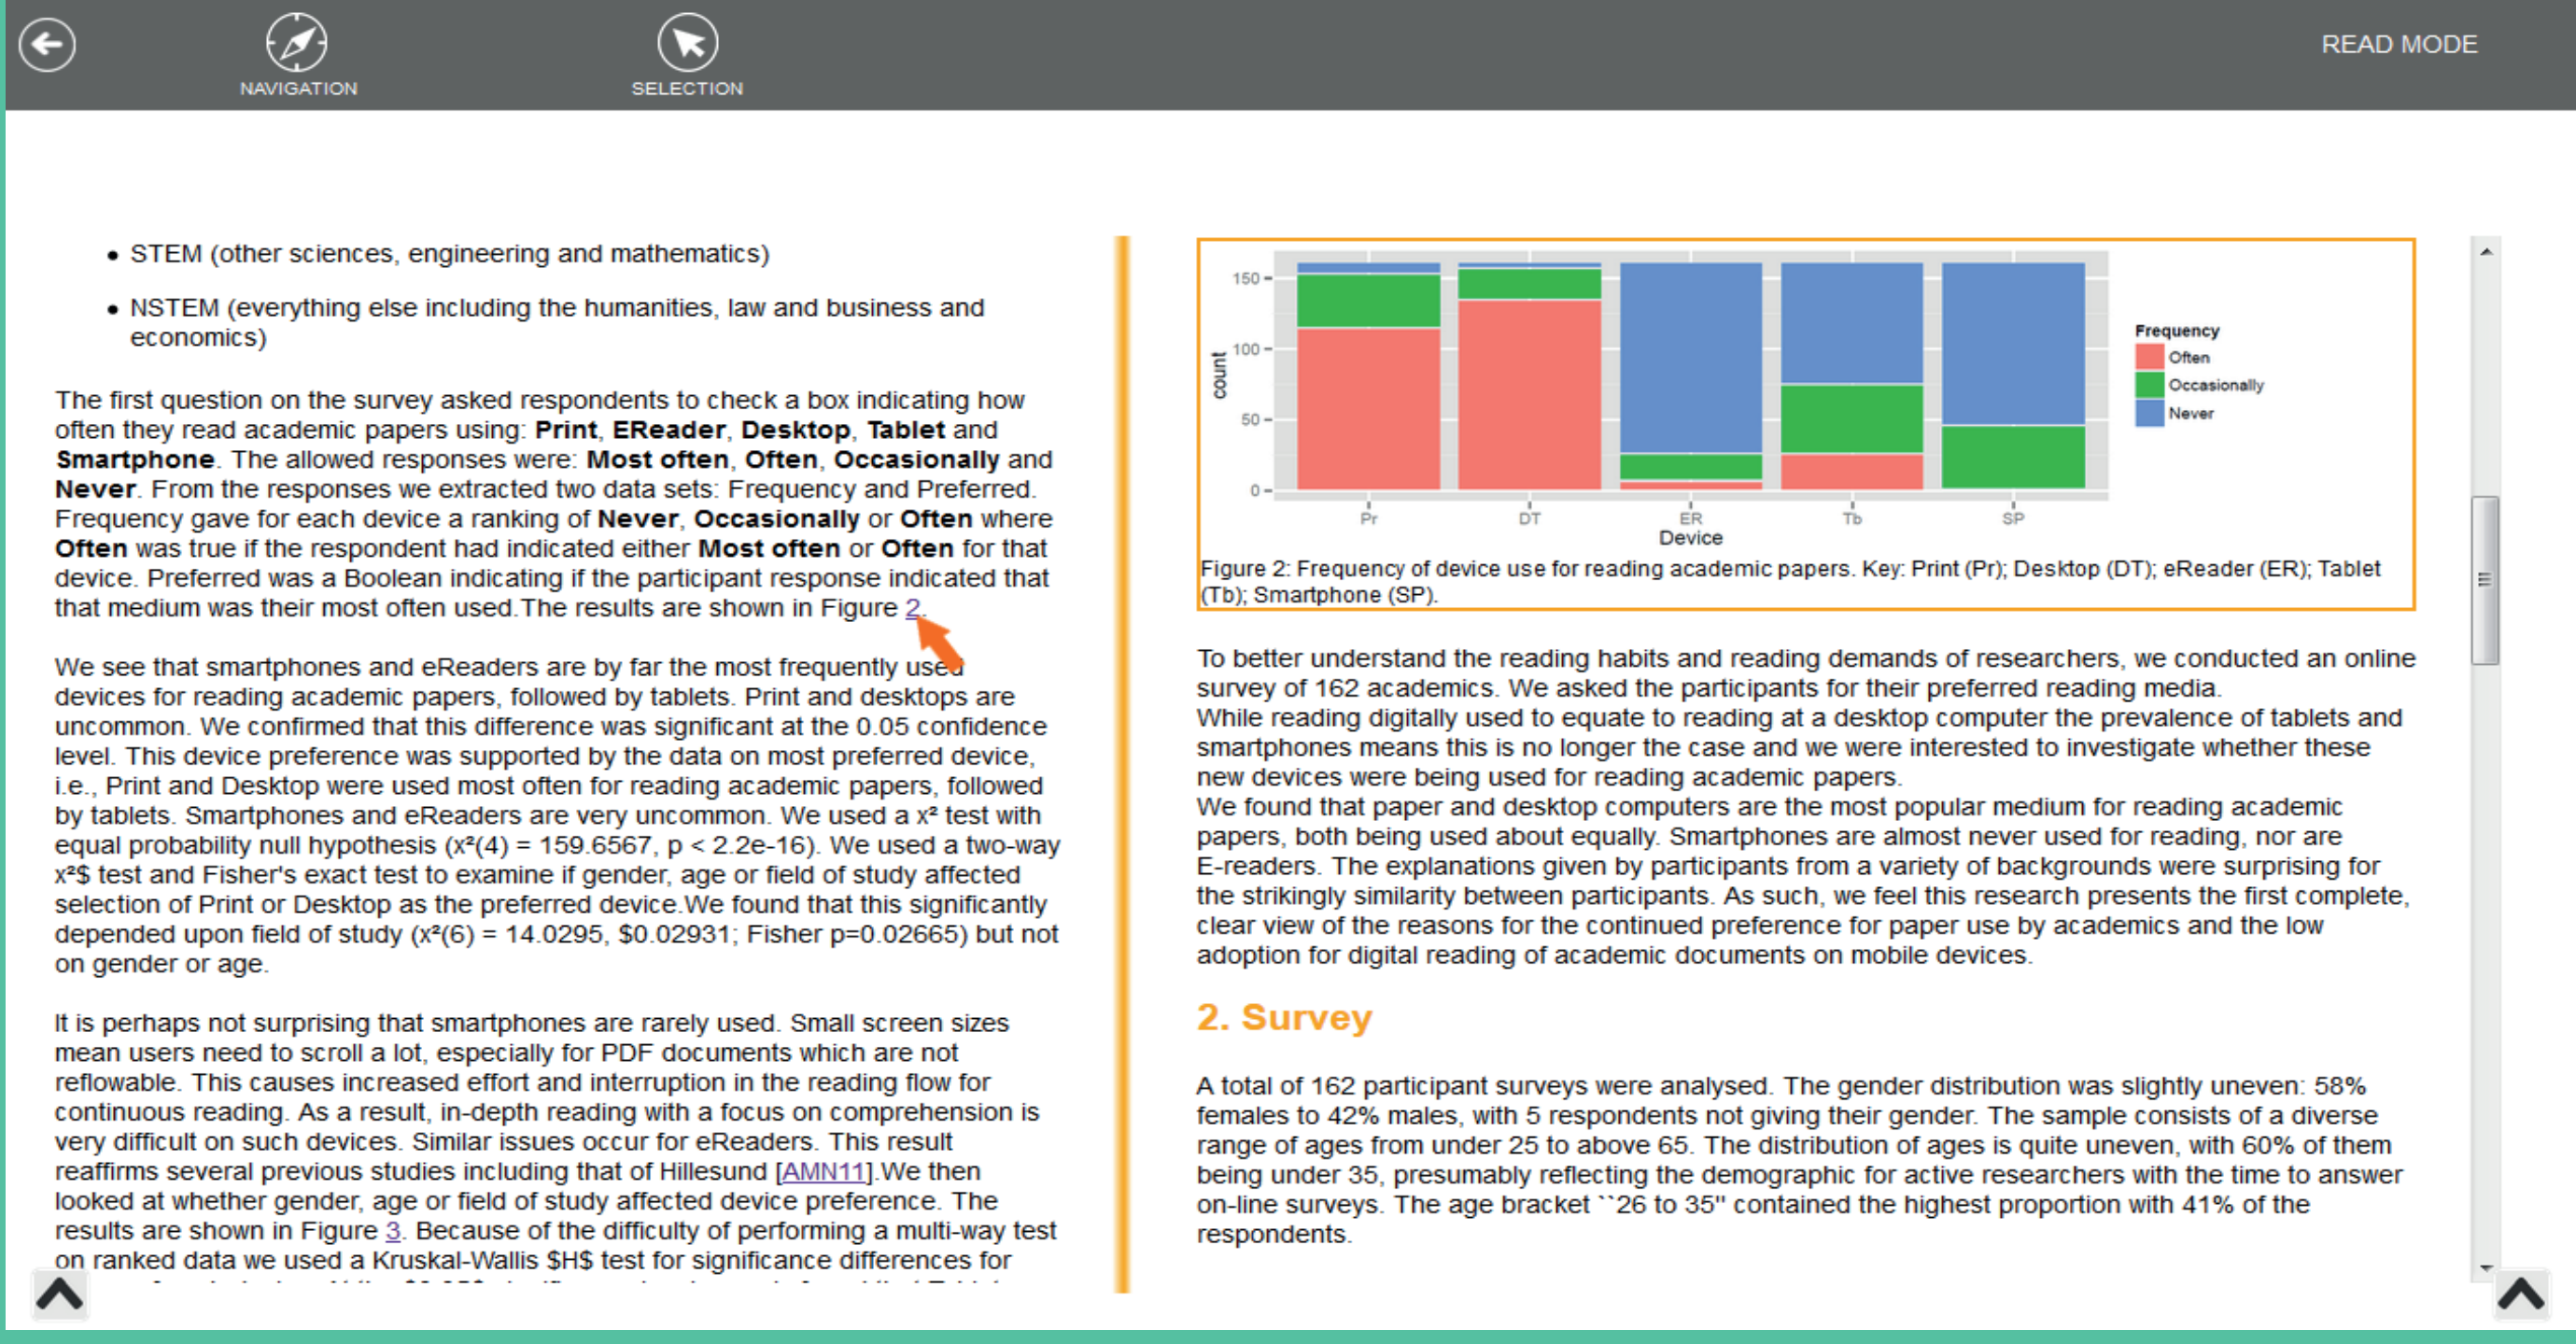 NAVIGATION
SELECTION
READ MODE
• STEM (other sciences, engineering and mathematics)
• NSTEM (everything else including the humanities, law and business and
economics)
The first question on the survey asked respondents to check a box indicating how
often they read academic papers using: Print, EReader, Desktop, Tablet and
Smartphone. The allowed responses were: Most often, Often, Occasionally and
Never. From the responses we extracted two data sets: Frequency and Preferred.
Frequency gave for each device a ranking of Never, Occasionally or Often where
Often was true if the respondent had indicated either Most often or Often for that
device. Preferred was a Boolean indicating if the participant response indicated that
that medium was their most often used.The results are shown in Figure 2.
We see that smartphones and eReaders are by far the most frequently used
devices for reading academic papers, followed by tablets. Print and desktops are
uncommon. We confirmed that this difference was significant at the 0.05 confidence
level. This device preference was supported by the data on most preferred device,
i.e., Print and Desktop were used most often for reading academic papers, followed
by tablets. Smartphones and eReaders are very uncommon. We used a x² test with
equal probability null hypothesis (x²(4) = 159.6567, p < 2.2e-16). We used a two-way
x²$ test and Fisher's exact test to examine if gender, age or field of study affected
selection of Print or Desktop as the preferred device.We found that this significantly
depended upon field of study (x²(6) = 14.0295, $0.02931; Fisher p=0.02665) but not
on gender or age.
It is perhaps not surprising that smartphones are rarely used. Small screen sizes
mean users need to scroll a lot, especially for PDF documents which are not
reflowable. This causes increased effort and interruption in the reading flow for
continuous reading. As a result, in-depth reading with a focus on comprehension is
very difficult on such devices. Similar issues occur for eReaders. This result
reaffirms several previous studies including that of Hillesund [AMN11].We then
looked at whether gender, age or field of study affected device preference. The
results are shown in Figure 3. Because of the difficulty of performing a multi-way test
on ranked data we used a Kruskal-Wallis $H$ test for significance differences for
150
100
50
0
count
Pr DT ER Tb SP
Device
Frequency
Often
Occasionally
Never
Figure 2: Frequency of device use for reading academic papers. Key: Print (Pr); Desktop (DT); eReader (ER); Tablet
(Tb); Smartphone (SP).
To better understand the reading habits and reading demands of researchers, we conducted an online
survey of 162 academics. We asked the participants for their preferred reading media.
While reading digitally used to equate to reading at a desktop computer the prevalence of tablets and
smartphones means this is no longer the case and we were interested to investigate whether these
new devices were being used for reading academic papers.
We found that paper and desktop computers are the most popular medium for reading academic
papers, both being used about equally. Smartphones are almost never used for reading, nor are
E-readers. The explanations given by participants from a variety of backgrounds were surprising for
the strikingly similarity between participants. As such, we feel this research presents the first complete,
clear view of the reasons for the continued preference for paper use by academics and the low
adoption for digital reading of academic documents on mobile devices.
2. Survey
A total of 162 participant surveys were analysed. The gender distribution was slightly uneven: 58%
females to 42% males, with 5 respondents not giving their gender. The sample consists of a diverse
range of ages from under 25 to above 65. The distribution of ages is quite uneven, with 60% of them
being under 35, presumably reflecting the demographic for active researchers with the time to answer
on-line surveys. The age bracket ``26 to 35" contained the highest proportion with 41% of the
respondents.